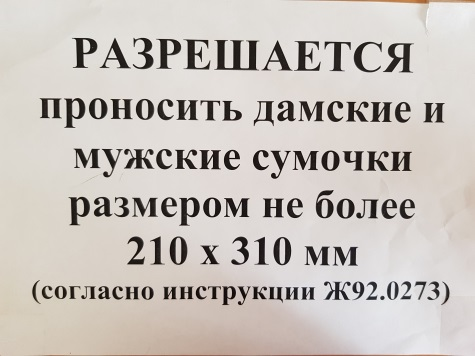 РАЗРЕШАЕТСЯ
проносить дамские и
мужские сумочки
размером не более
210 х 310 мм
(согласно инструкции Ж92.0273)